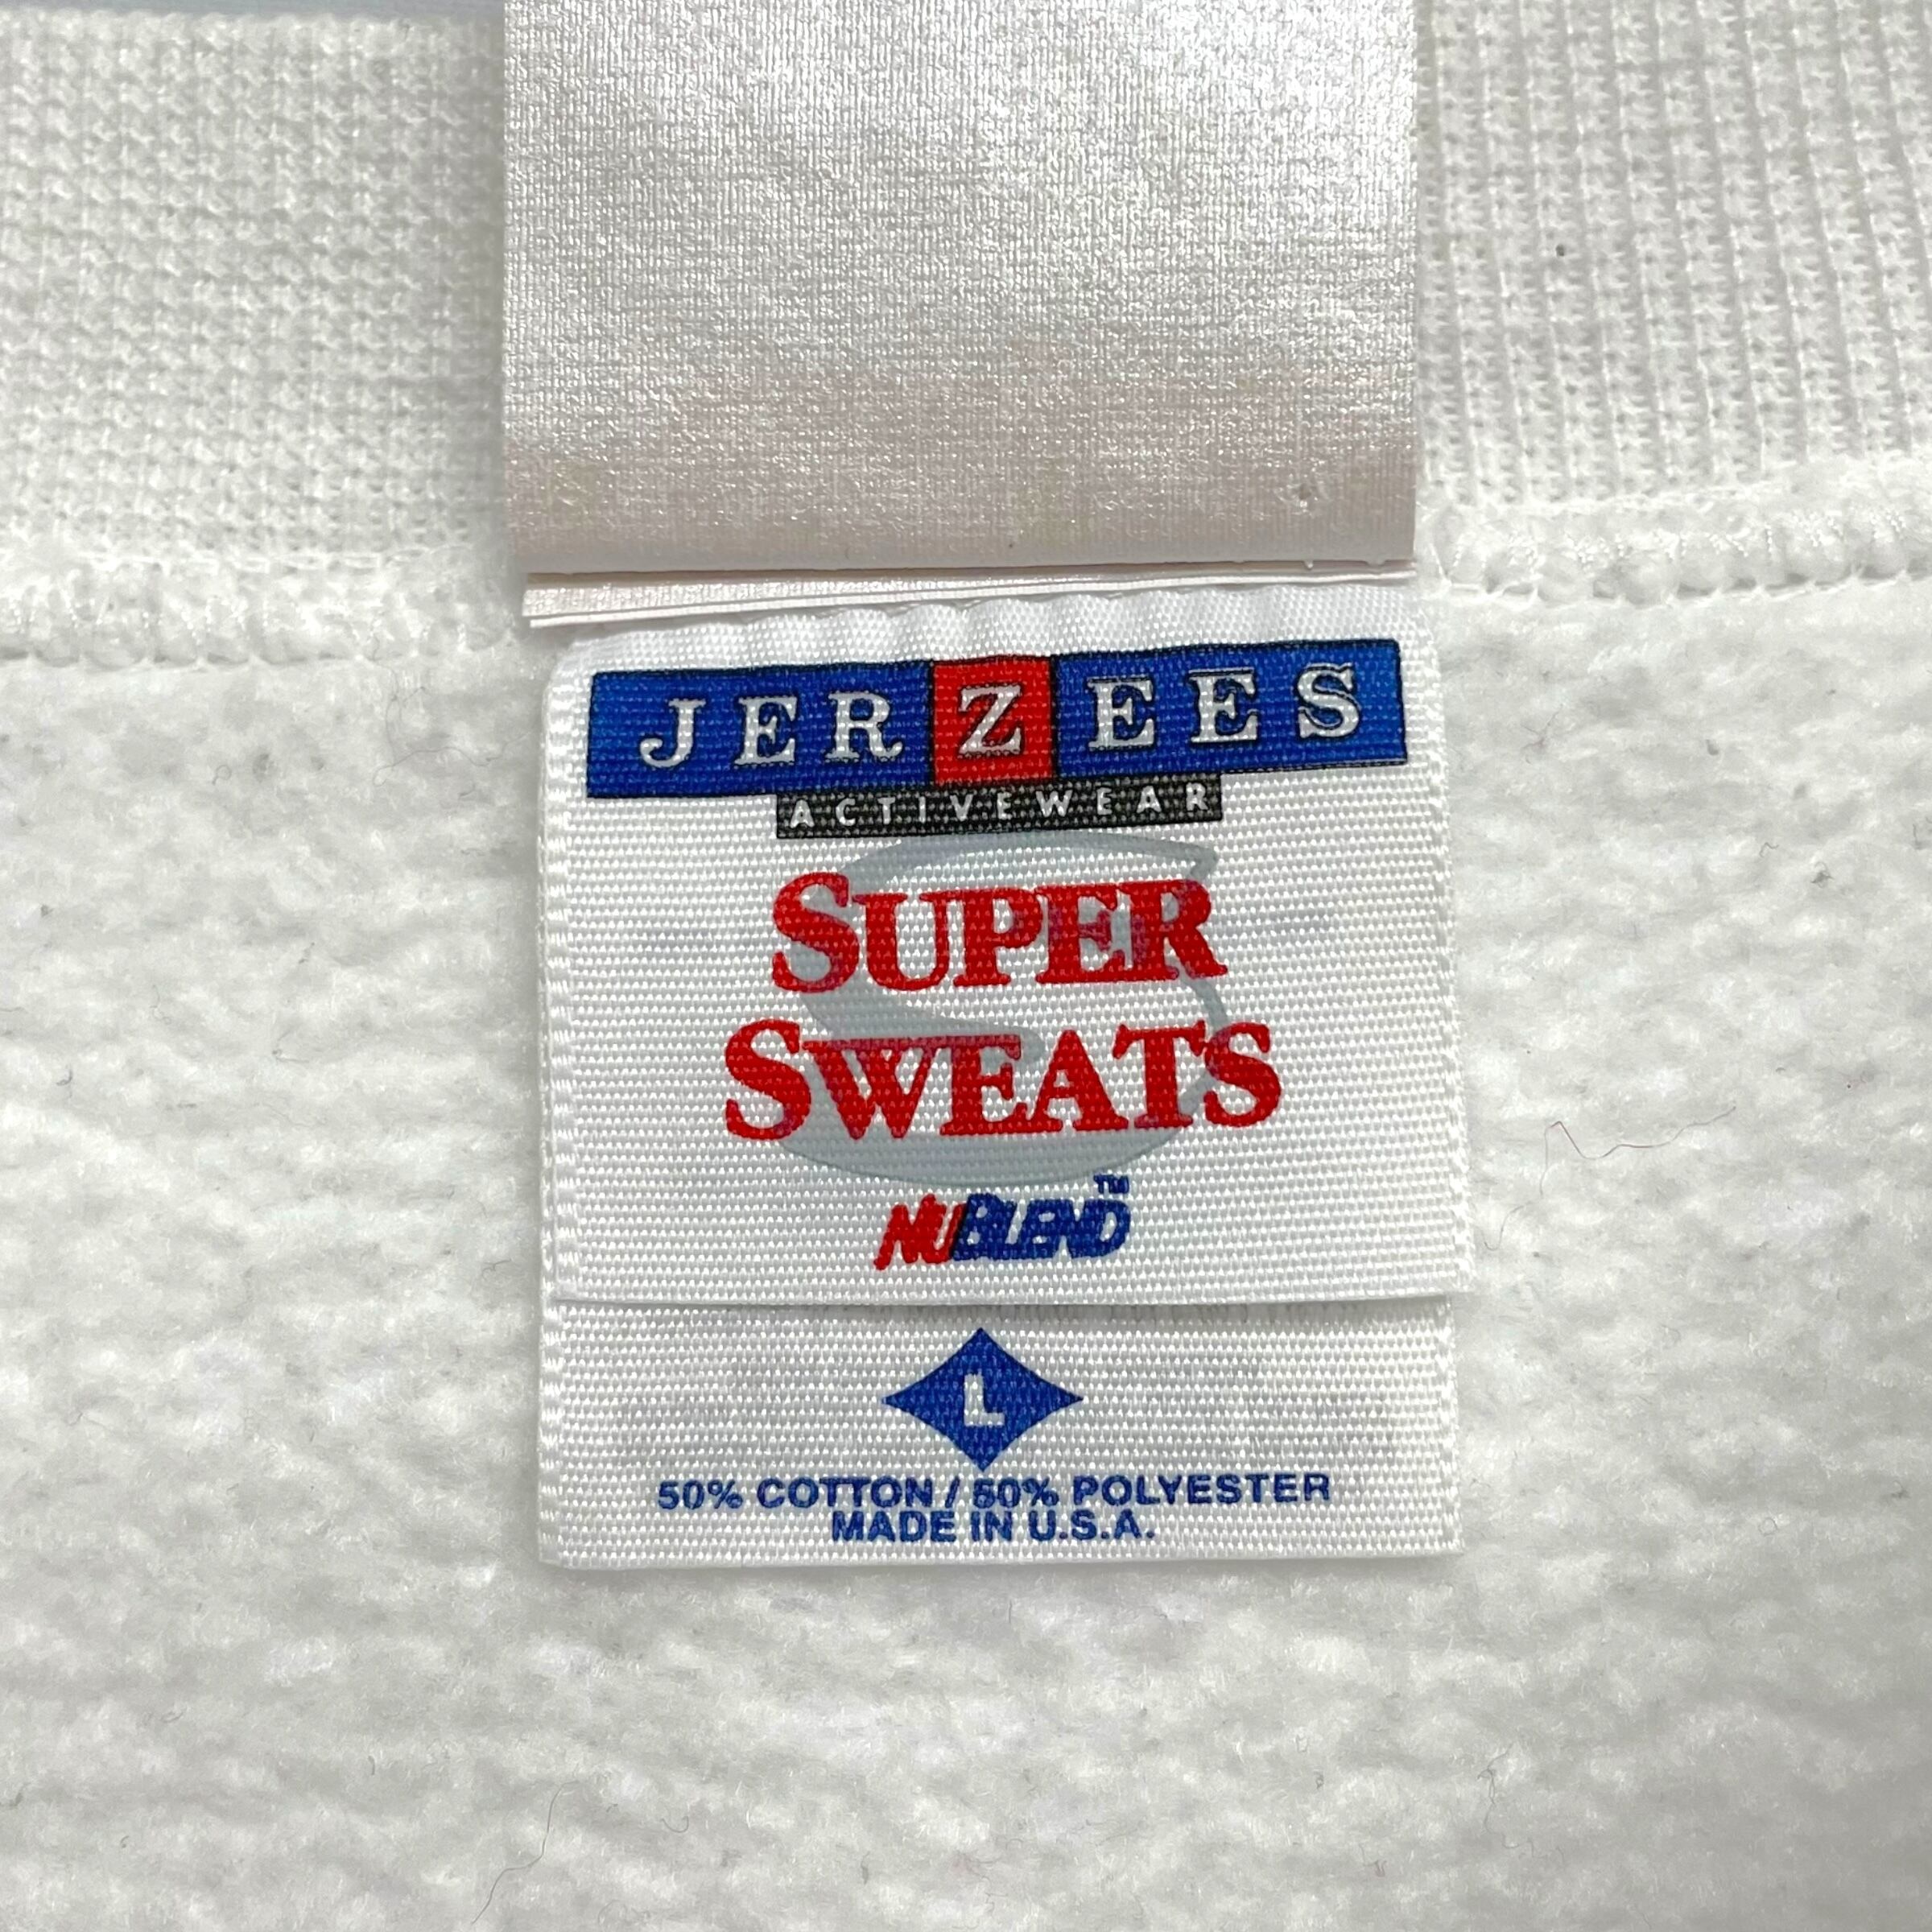 JERZEES
ACTIVEWEAR
SUPER
SWEATS
NUBLEND™
L
50% COTTON / 50% POLYESTER
MADE IN U.S.A.